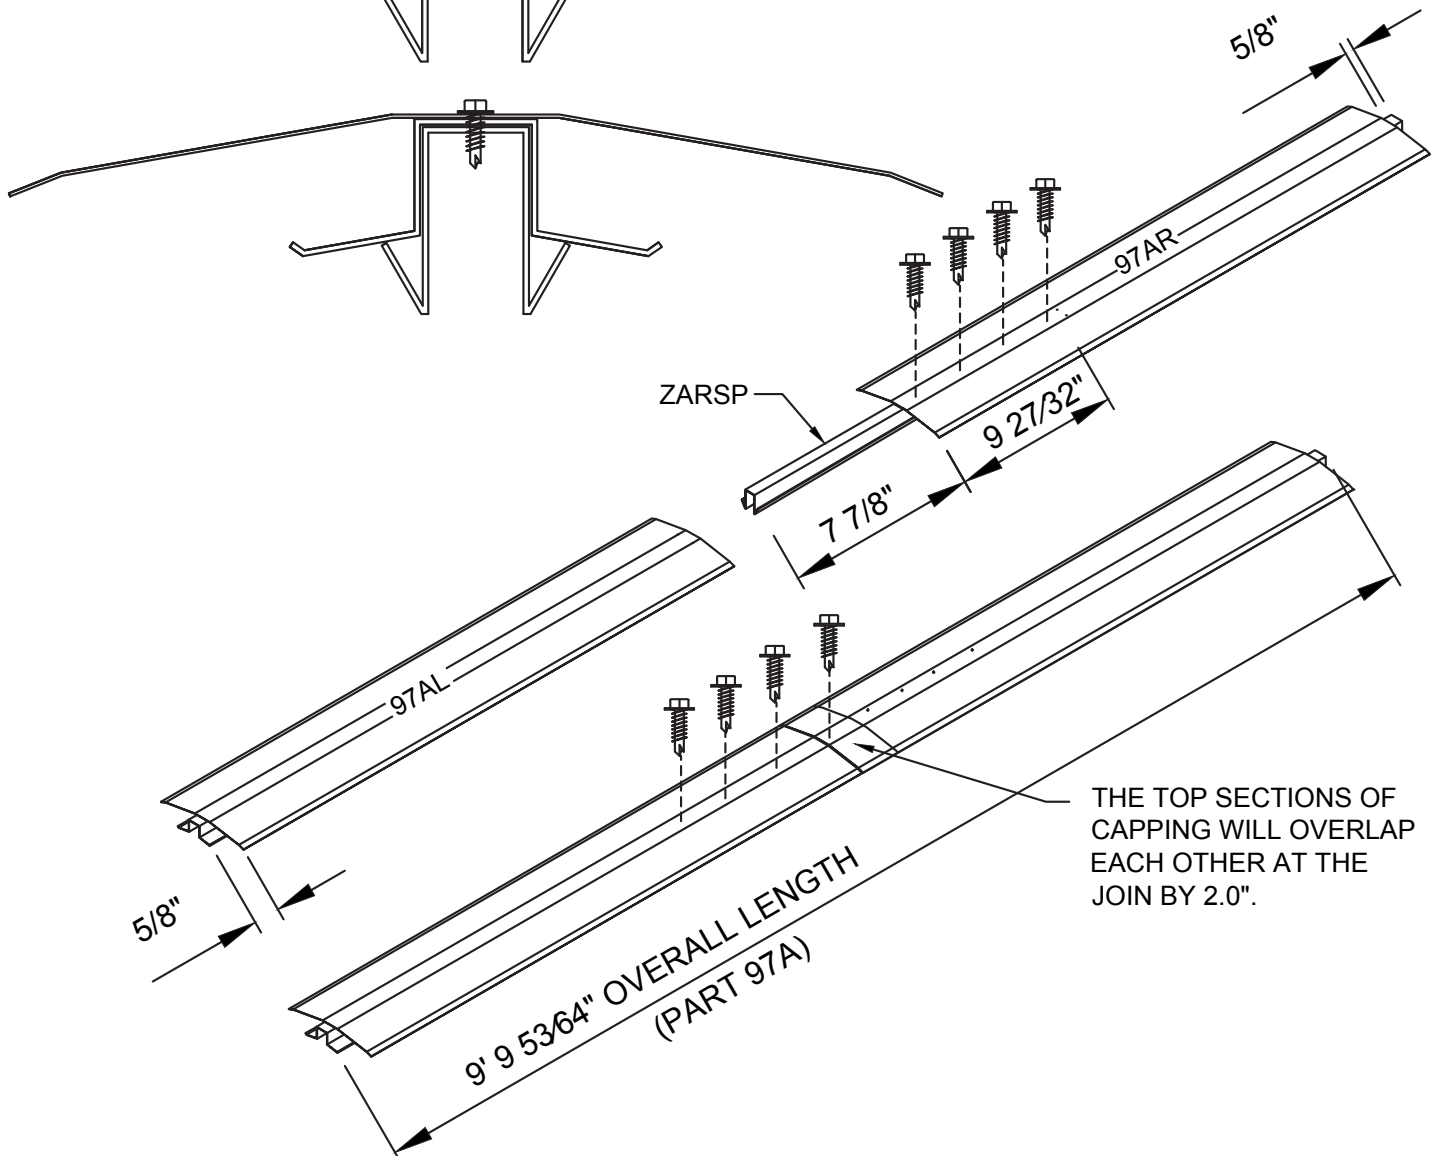 5/8"
97AR
ZARSP
9 27/32"
7 7/8"
97AL
5/8"
THE TOP SECTIONS OF
CAPPING WILL OVERLAP
EACH OTHER AT THE
JOIN BY 2.0".
9' 9 53/64" OVERALL LENGTH
(PART 97A)